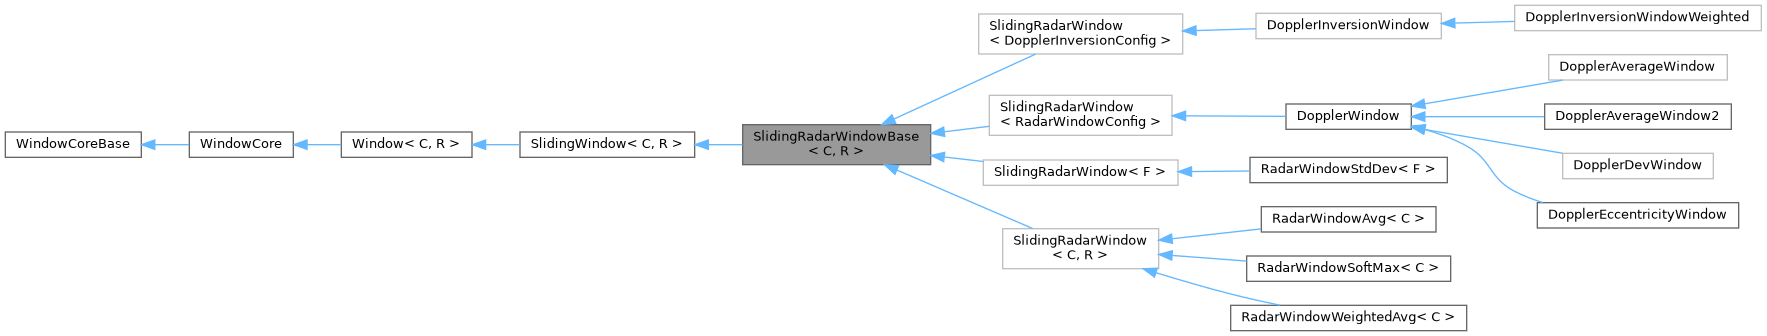 WindowCoreBase
WindowCore
Window< C, R >
SlidingWindow< C, R >
SlidingRadarWindowBase
< C, R >
SlidingRadarWindow
< DopplerInversionConfig >
DopplerInversionWindow
DopplerInversionWindowWeighted
SlidingRadarWindow
< RadarWindowConfig >
DopplerWindow
DopplerAverageWindow
DopplerAverageWindow2
DopplerDevWindow
DopplerEccentricityWindow
SlidingRadarWindow< F >
RadarWindowStdDev< F >
SlidingRadarWindow
< C, R >
RadarWindowAvg< C >
RadarWindowSoftMax< C >
RadarWindowWeightedAvg< C >